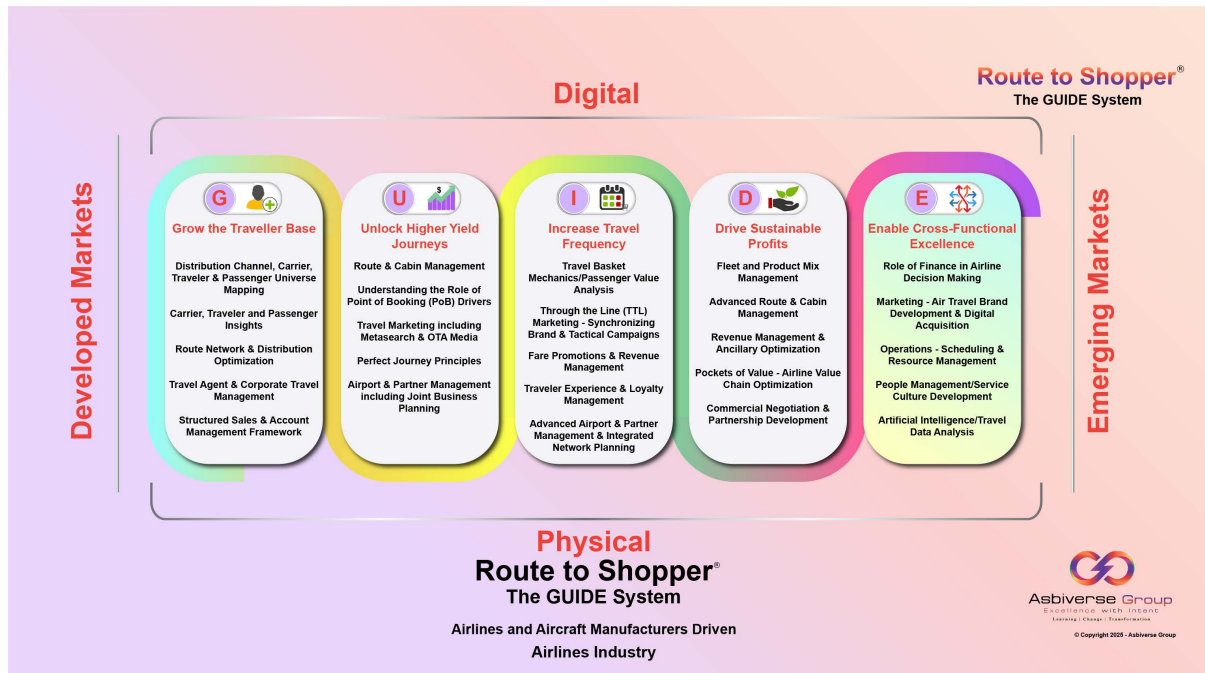 Route to Shopper®
The GUIDE System
Digital
Developed Markets
G
Grow the Traveller Base
Distribution Channel, Carrier,
Traveler & Passenger Universe
Mapping
Carrier, Traveler and Passenger
Insights
Route Network & Distribution
Optimization
Travel Agent & Corporate Travel
Management
Structured Sales & Account
Management Framework
U
$
Unlock Higher Yield
Journeys
Route & Cabin Management
Understanding the Role of
Point of Booking (PoB) Drivers
Travel Marketing including
Metasearch & OTA Media
Perfect Journey Principles
Airport & Partner Management
including Joint Business
Planning
I
Increase Travel
Frequency
Travel Basket
Mechanics/Passenger Value
Analysis
Through the Line (TTL)
Marketing - Synchronizing
Brand & Tactical Campaigns
Fare Promotions & Revenue
Management
Traveler Experience & Loyalty
Management
Advanced Airport & Partner
Management & Integrated
Network Planning
D
Drive Sustainable
Profits
Fleet and Product Mix
Management
Advanced Route & Cabin
Management
Revenue Management &
Ancillary Optimization
Pockets of Value - Airline Value
Chain Optimization
Commercial Negotiation &
Partnership Development
E
Enable Cross-Functional
Excellence
Role of Finance in Airline
Decision Making
Marketing - Air Travel Brand
Development & Digital
Acquisition
Operations - Scheduling &
Resource Management
People Management/Service
Culture Development
Artificial Intelligence/Travel
Data Analysis
Emerging Markets
Physical
Route to Shopper®
The GUIDE System
Airlines and Aircraft Manufacturers Driven
Airlines Industry
Asbiverse Group
Excellence with Intent
Learning | Change | Transformation
© Copyright 2025 - Asbiverse Group